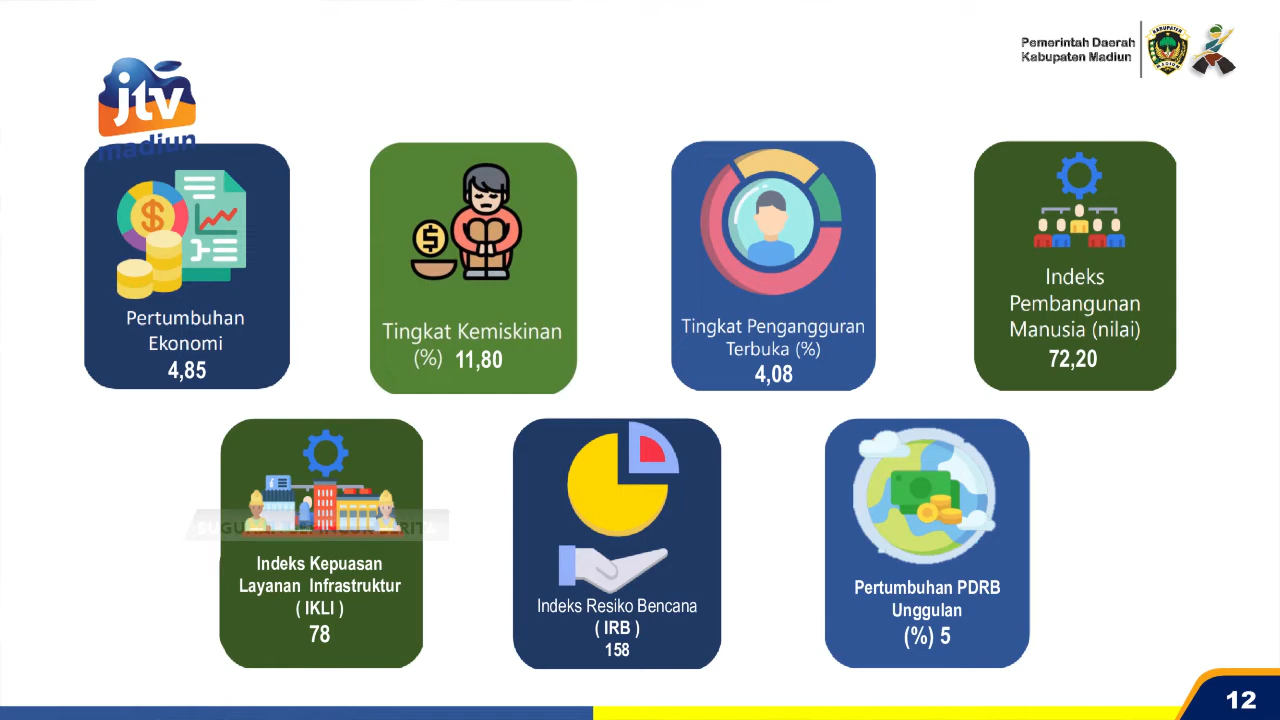 Pemerintah Daerah
Kabupaten Madiun
KABUPATEN
MADIUN
jtv
madiun
Pertumbuhan
Ekonomi
4,85
Tingkat Kemiskinan
(%) 11,80
Tingkat Pengangguran
Terbuka (%)
4,08
Indeks
Pembangunan
Manusia (nilai)
72,20
Indeks Kepuasan
Layanan Infrastruktur
( IKLI )
78
Indeks Resiko Bencana
( IRB )
158
Pertumbuhan PDRB
Unggulan
(%) 5
12